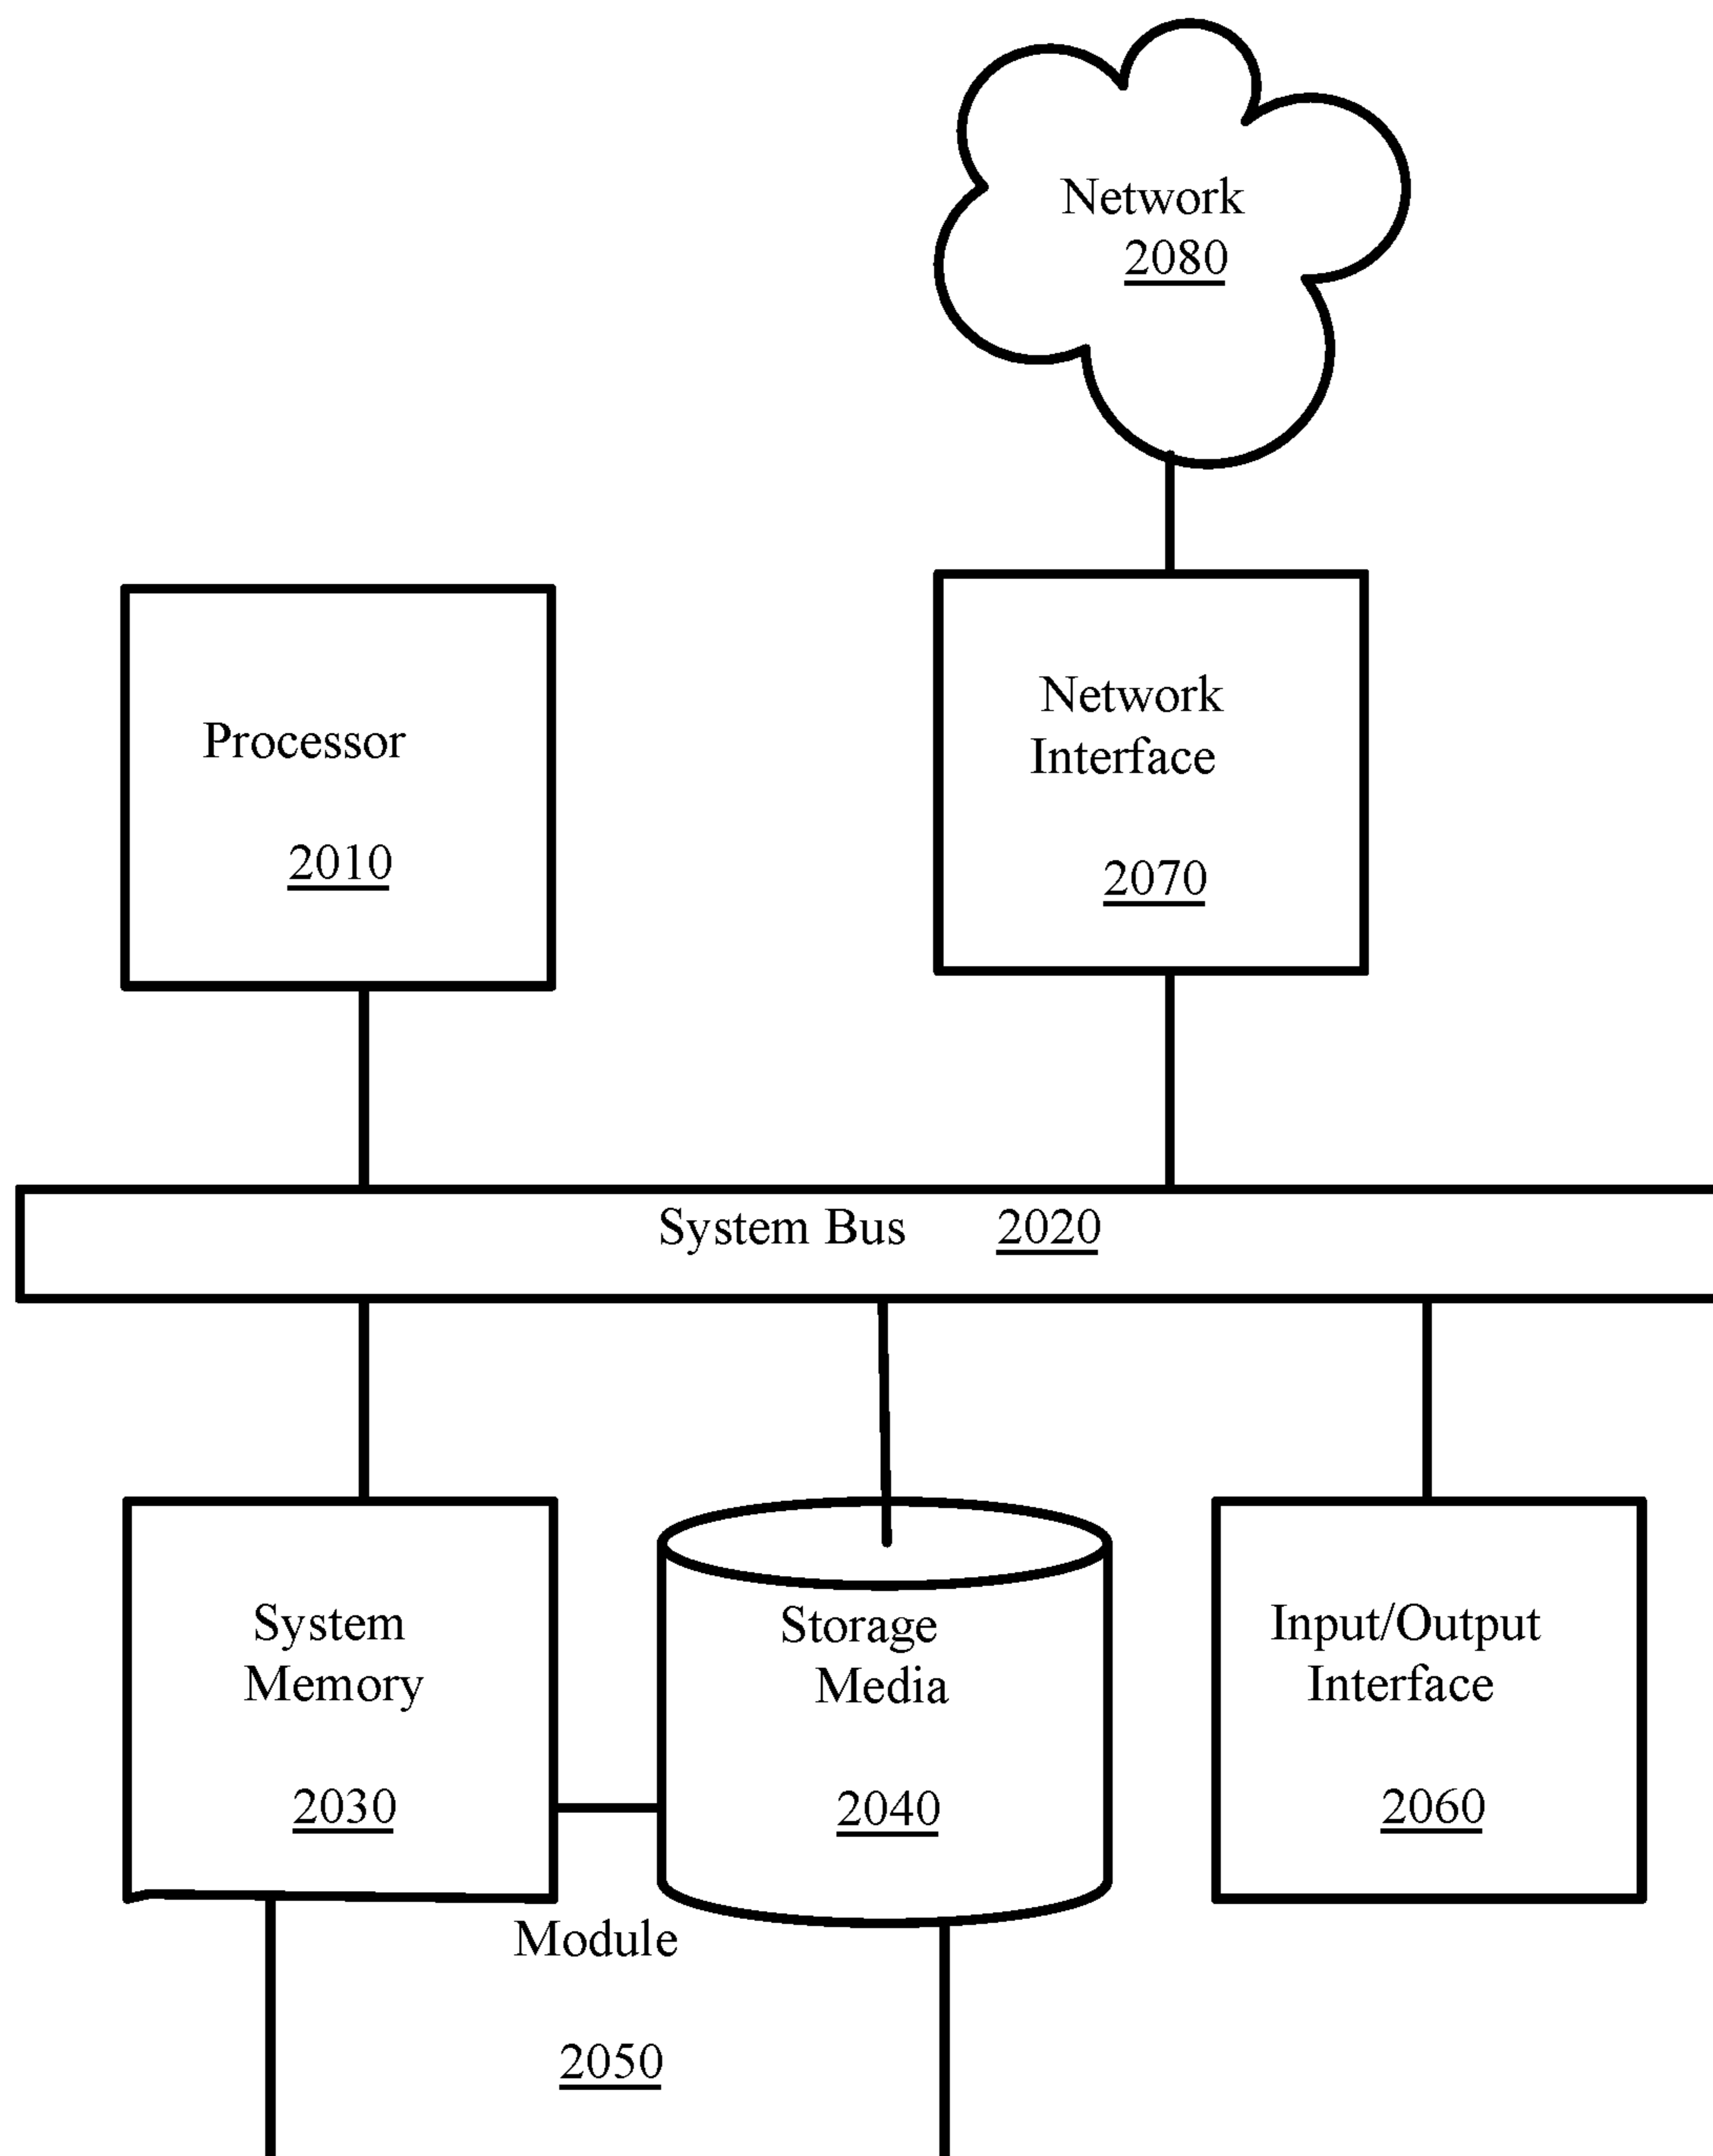 Network
2080
Processor
2010
Network
Interface
2070
System Bus 2020
System
Memory
2030
Storage
Media
2040
Input/Output
Interface
2060
Module
2050